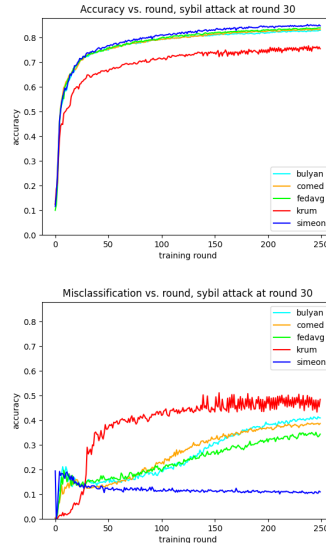 Accuracy vs. round, sybil attack at round 30
0.8
0.7
0.6
0.5
0.4
0.3
0.2
0.1
0.0
accuracy
bulyan
comed
fedavg
krum
simeon
0 50 100 150 200 250
training round
Misclassification vs. round, sybil attack at round 30
0.8
0.7
0.6
0.5
0.4
0.3
0.2
0.1
0.0
accuracy
bulyan
comed
fedavg
krum
simeon
0 50 100 150 200 250
training round